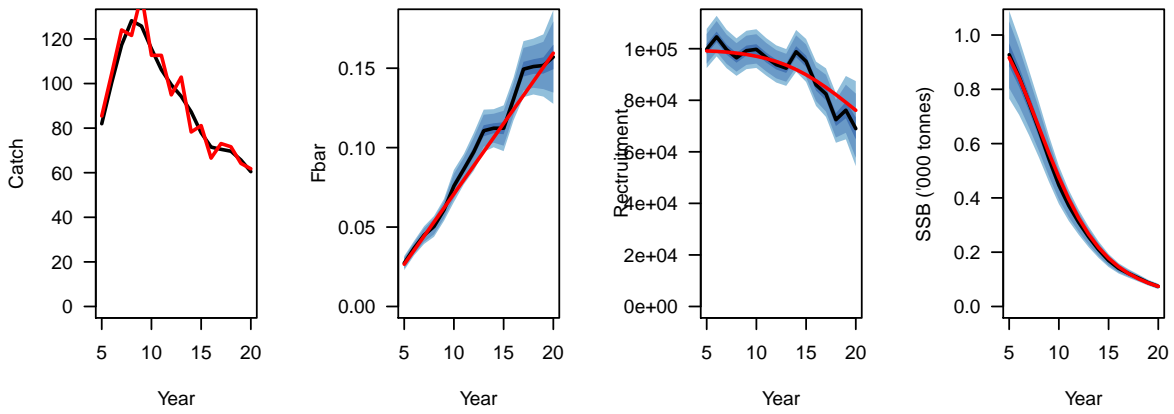 Catch
120
100
80
60
40
20
0
5 10 15 20
Year
Fbar
0.15
0.10
0.05
0.00
5 10 15 20
Year
Rectruitment
1e+05
8e+04
6e+04
4e+04
2e+04
0e+00
5 10 15 20
Year
SSB ('000 tonnes)
1.0
0.8
0.6
0.4
0.2
0.0
5 10 15 20
Year